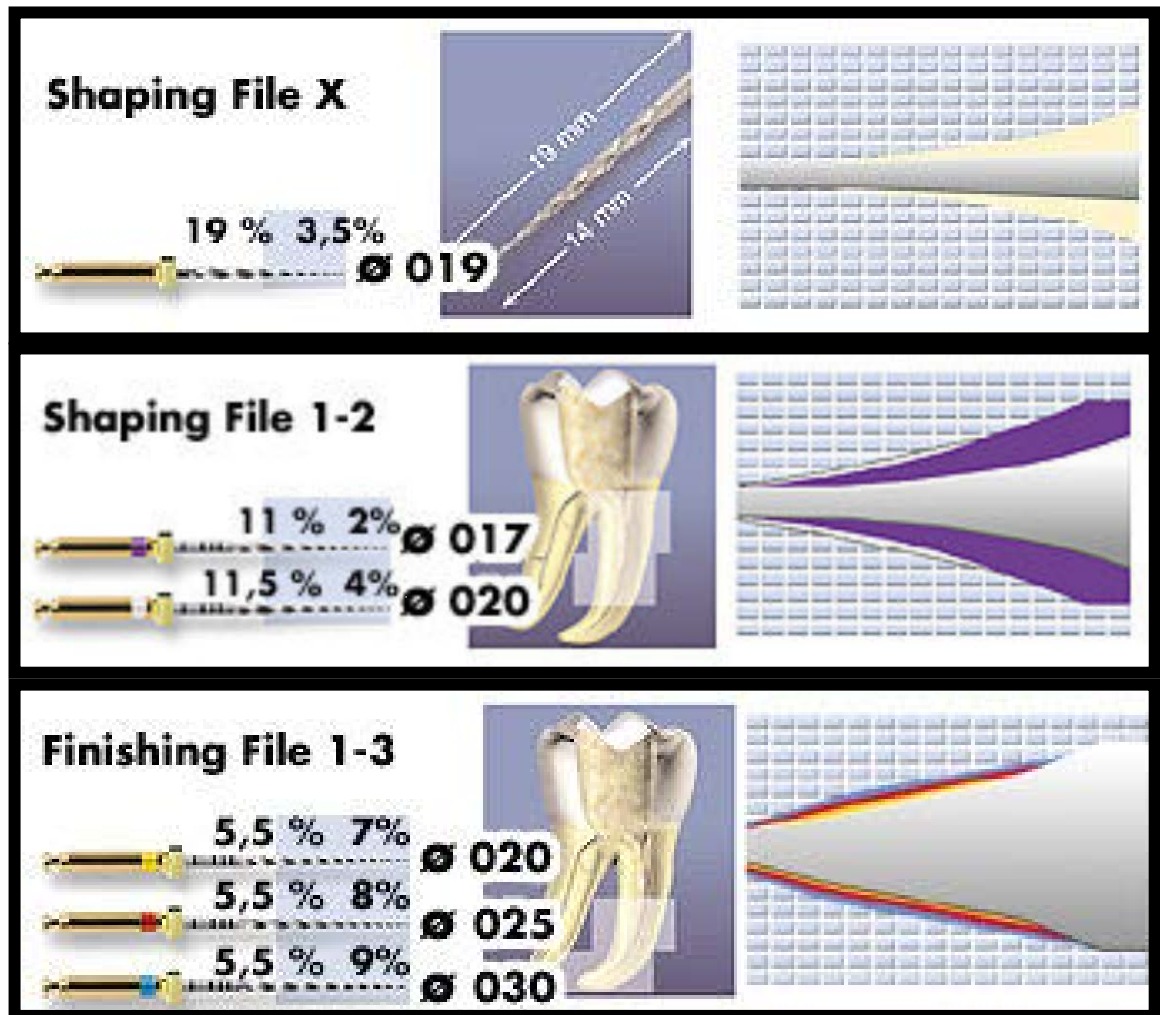 Shaping File X
19 mm
14 mm
19 % 3,5%
Ø 019
Shaping File 1-2
11 % 2%
Ø 017
11,5 % 4%
Ø 020
Finishing File 1-3
5,5 % 7%
Ø 020
5,5 % 8%
Ø 025
5,5 % 9%
Ø 030